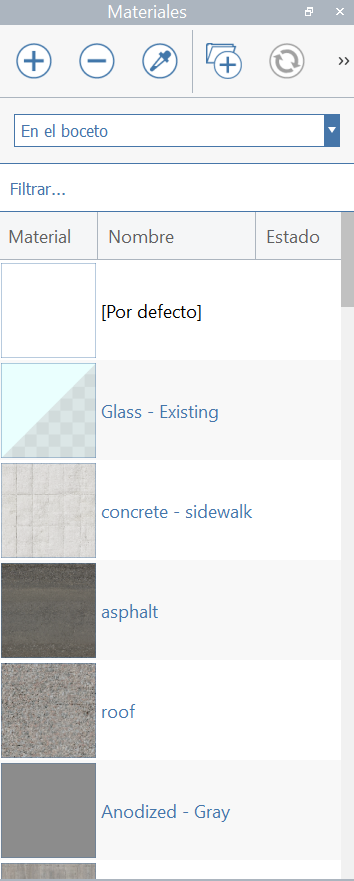 Materiales
En el boceto
Filtrar...
Material Nombre Estado
[Por defecto]
Glass - Existing
concrete - sidewalk
asphalt
roof
Anodized - Gray